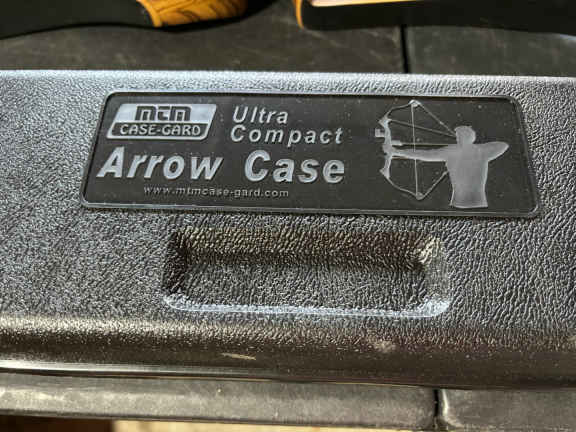 MTM
CASE-GARD
Ultra
Compact
Arrow Case
www.mtmcase-gard.com